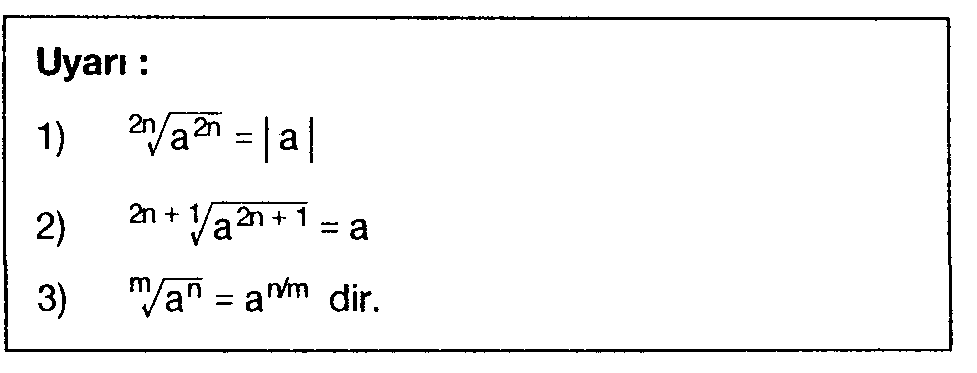 Uyarı :
1) ²ⁿ√a²ⁿ = | a |
2) ²ⁿ ⁺ ¹√a²ⁿ ⁺ ¹ = a
3) ᵐ√aⁿ = aⁿ/ᵐ dir.